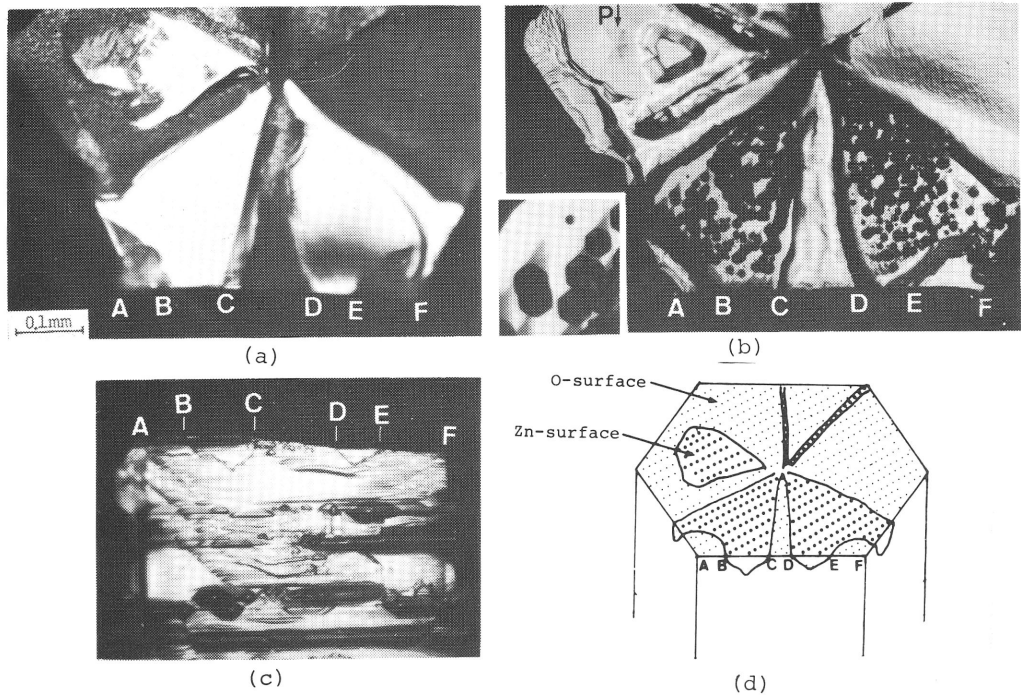 P↓
A B C D E F
0.1mm
(a)
A B C D E F
(b)
A B C D E F
(c)
O-surface
Zn-surface
A B C D E F
(d)